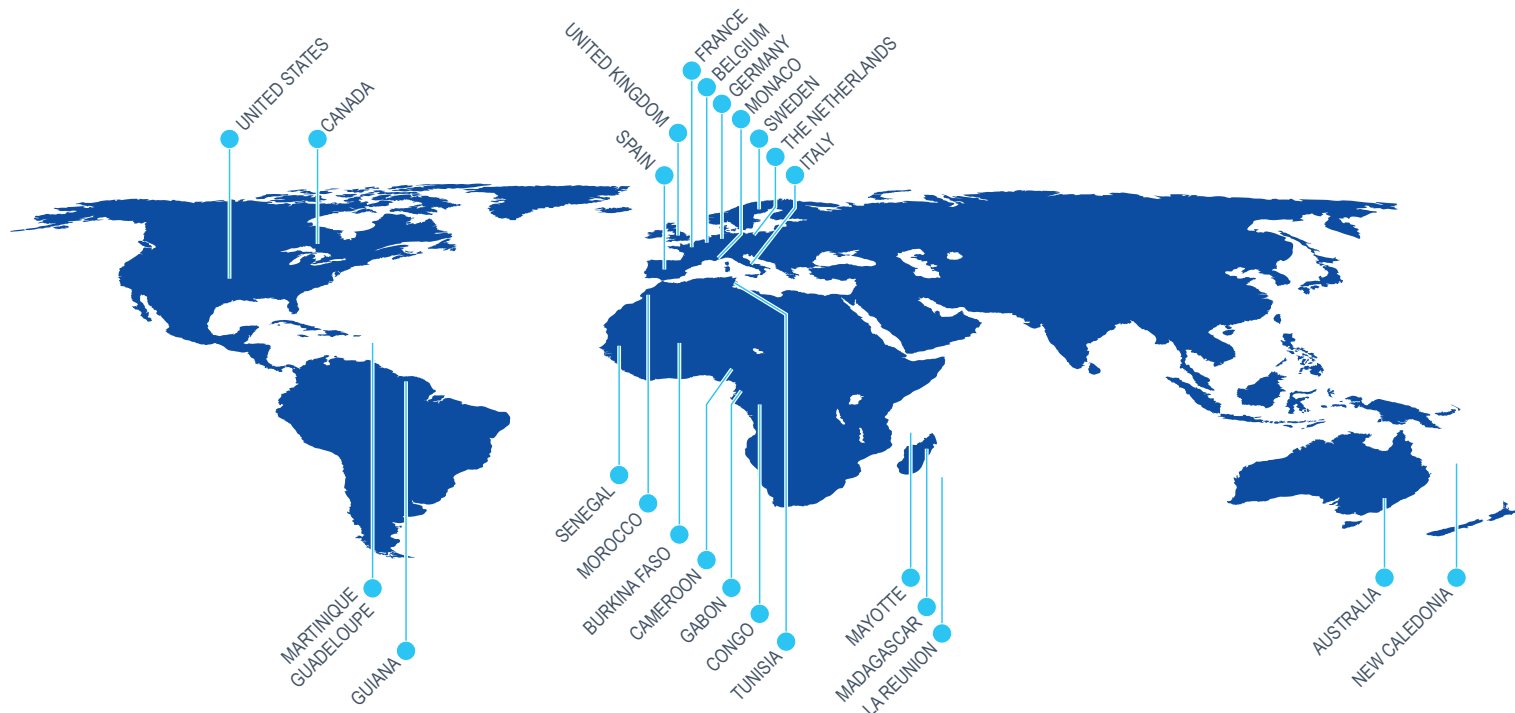 UNITED STATES
CANADA
SPAIN
UNITED KINGDOM
FRANCE
BELGIUM
GERMANY
MONACO
SWEDEN
THE NETHERLANDS
ITALY
MARTINIQUE
GUADELOUPE
GUIANA
SENEGAL
MOROCCO
BURKINA FASO
CAMEROON
GABON
CONGO
TUNISIA
MAYOTTE
MADAGASCAR
LA REUNION
AUSTRALIA
NEW CALEDONIA